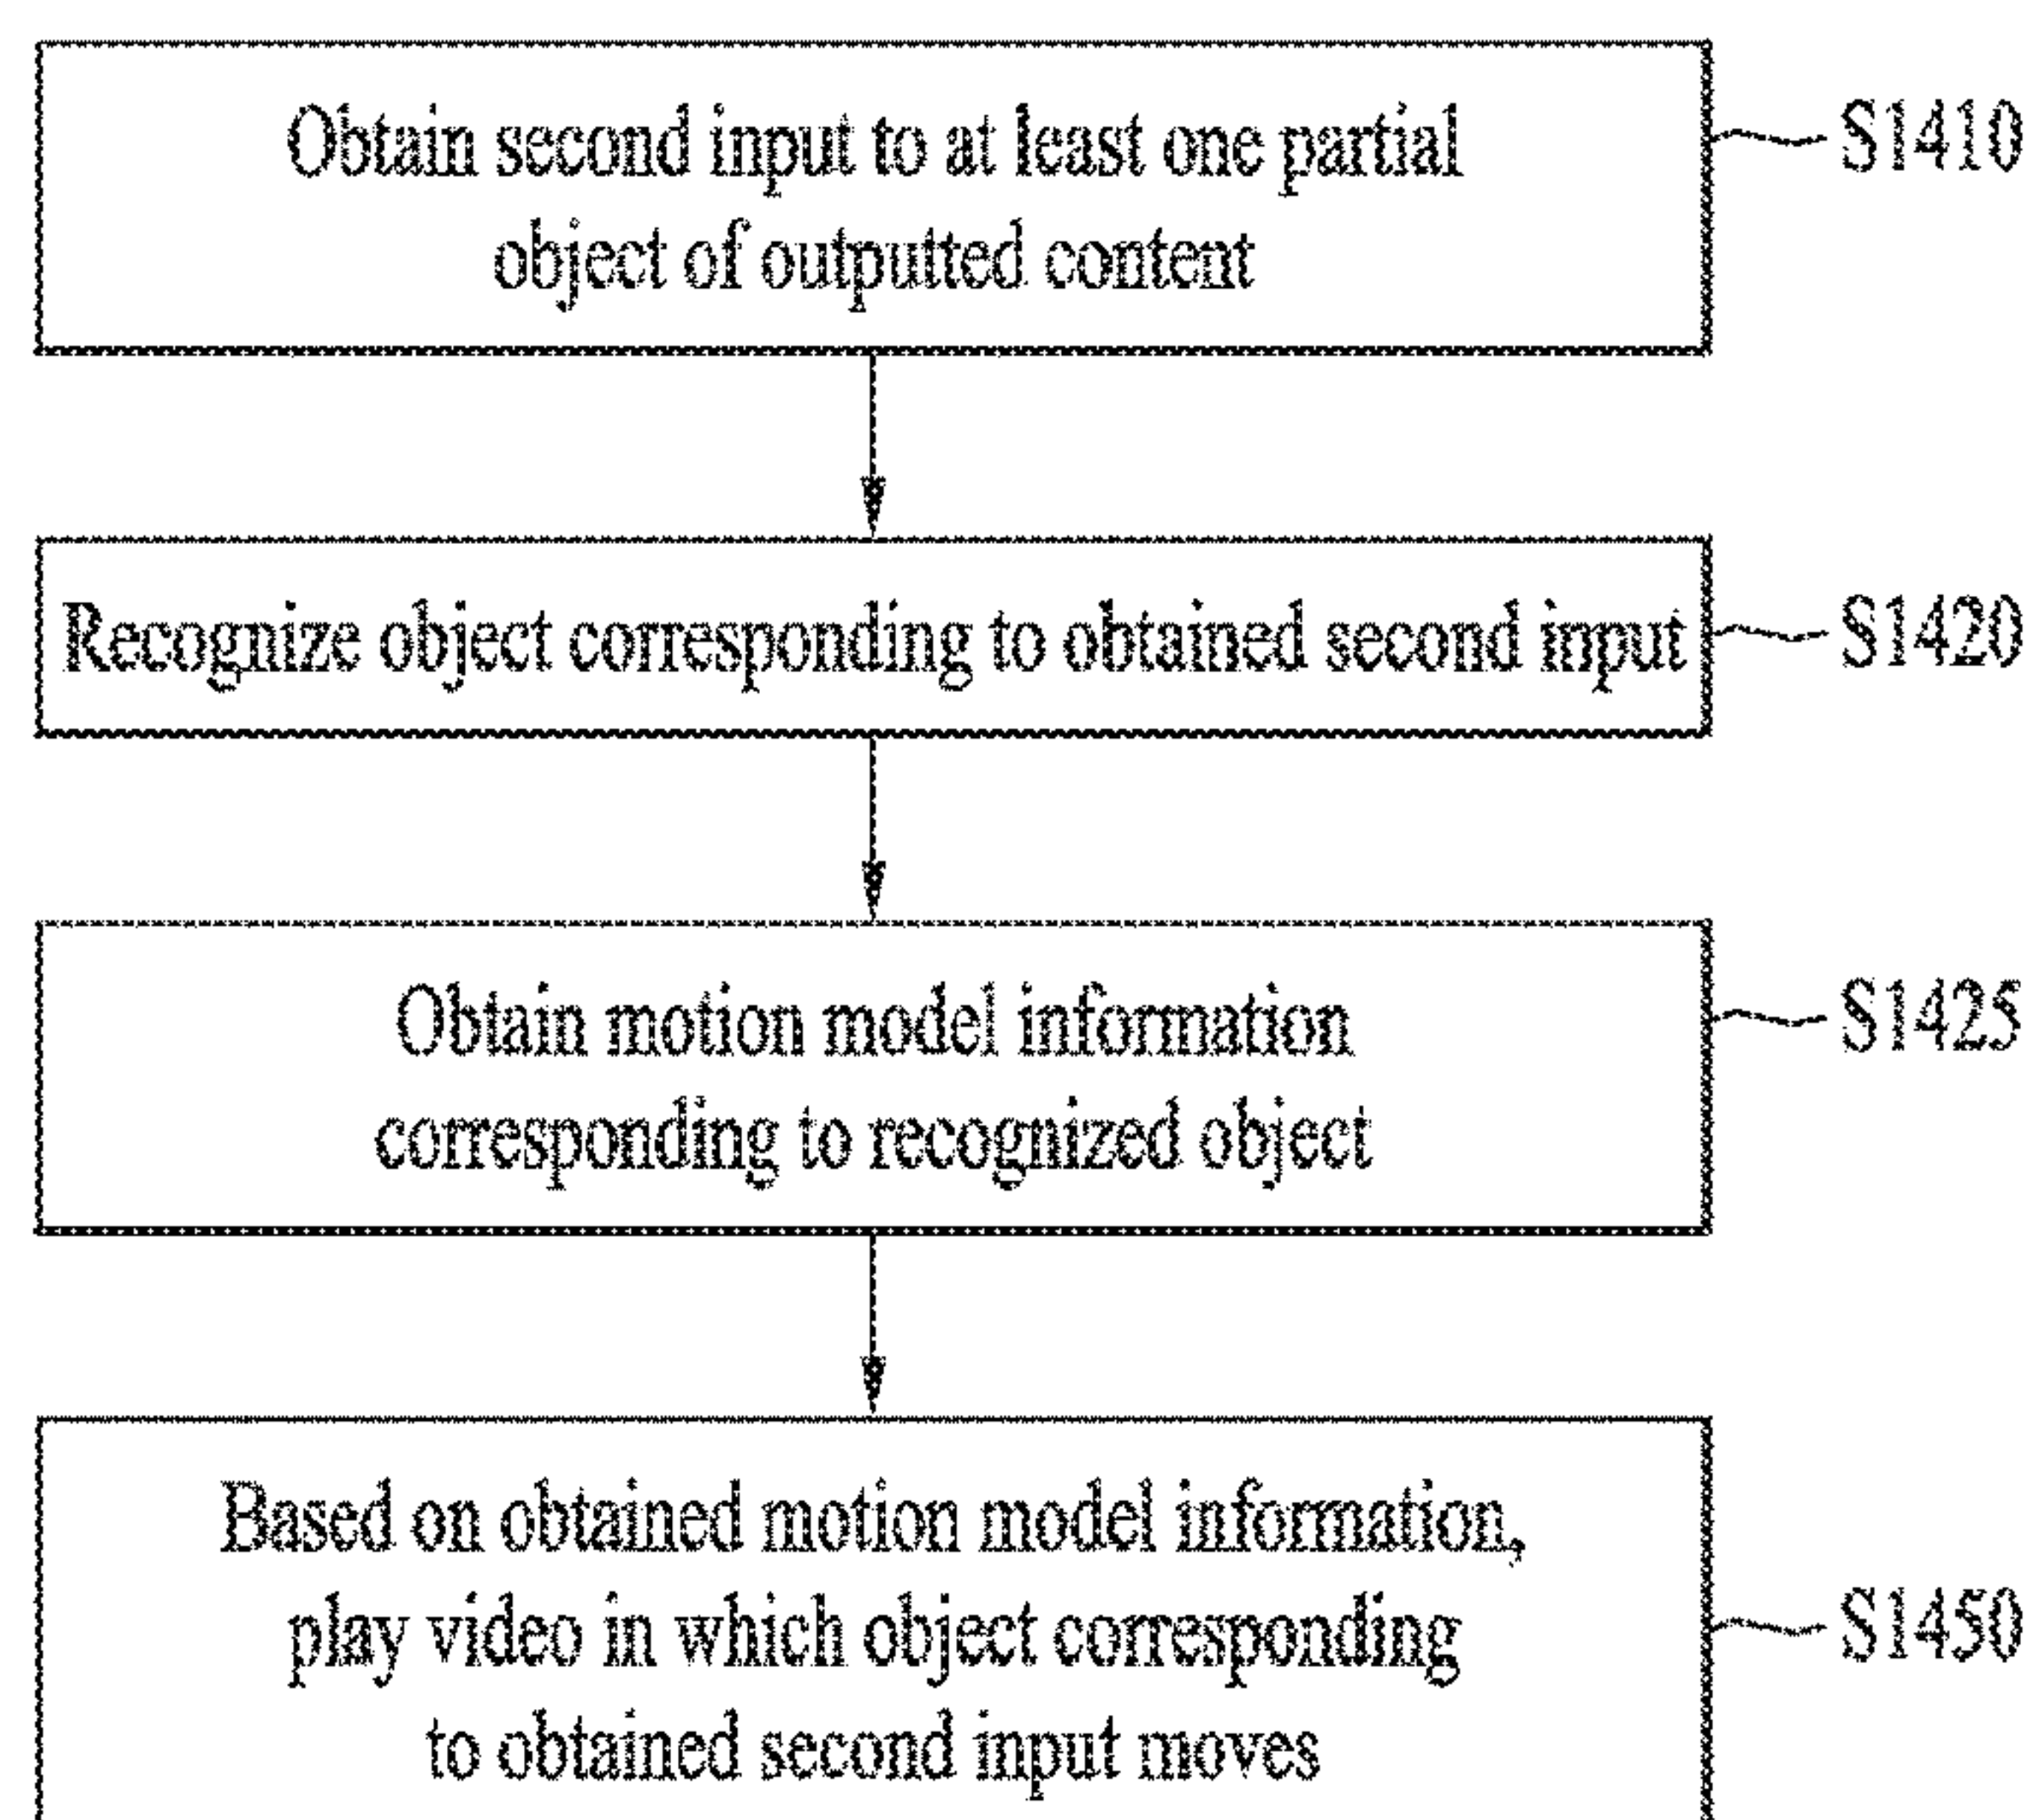 Obtain second input to at least one partial
object of outputted content
S1410
Recognize object corresponding to obtained second input
S1420
Obtain motion model information
corresponding to recognized object
S1425
Based on obtained motion model information,
play video in which object corresponding
to obtained second input moves
S1450